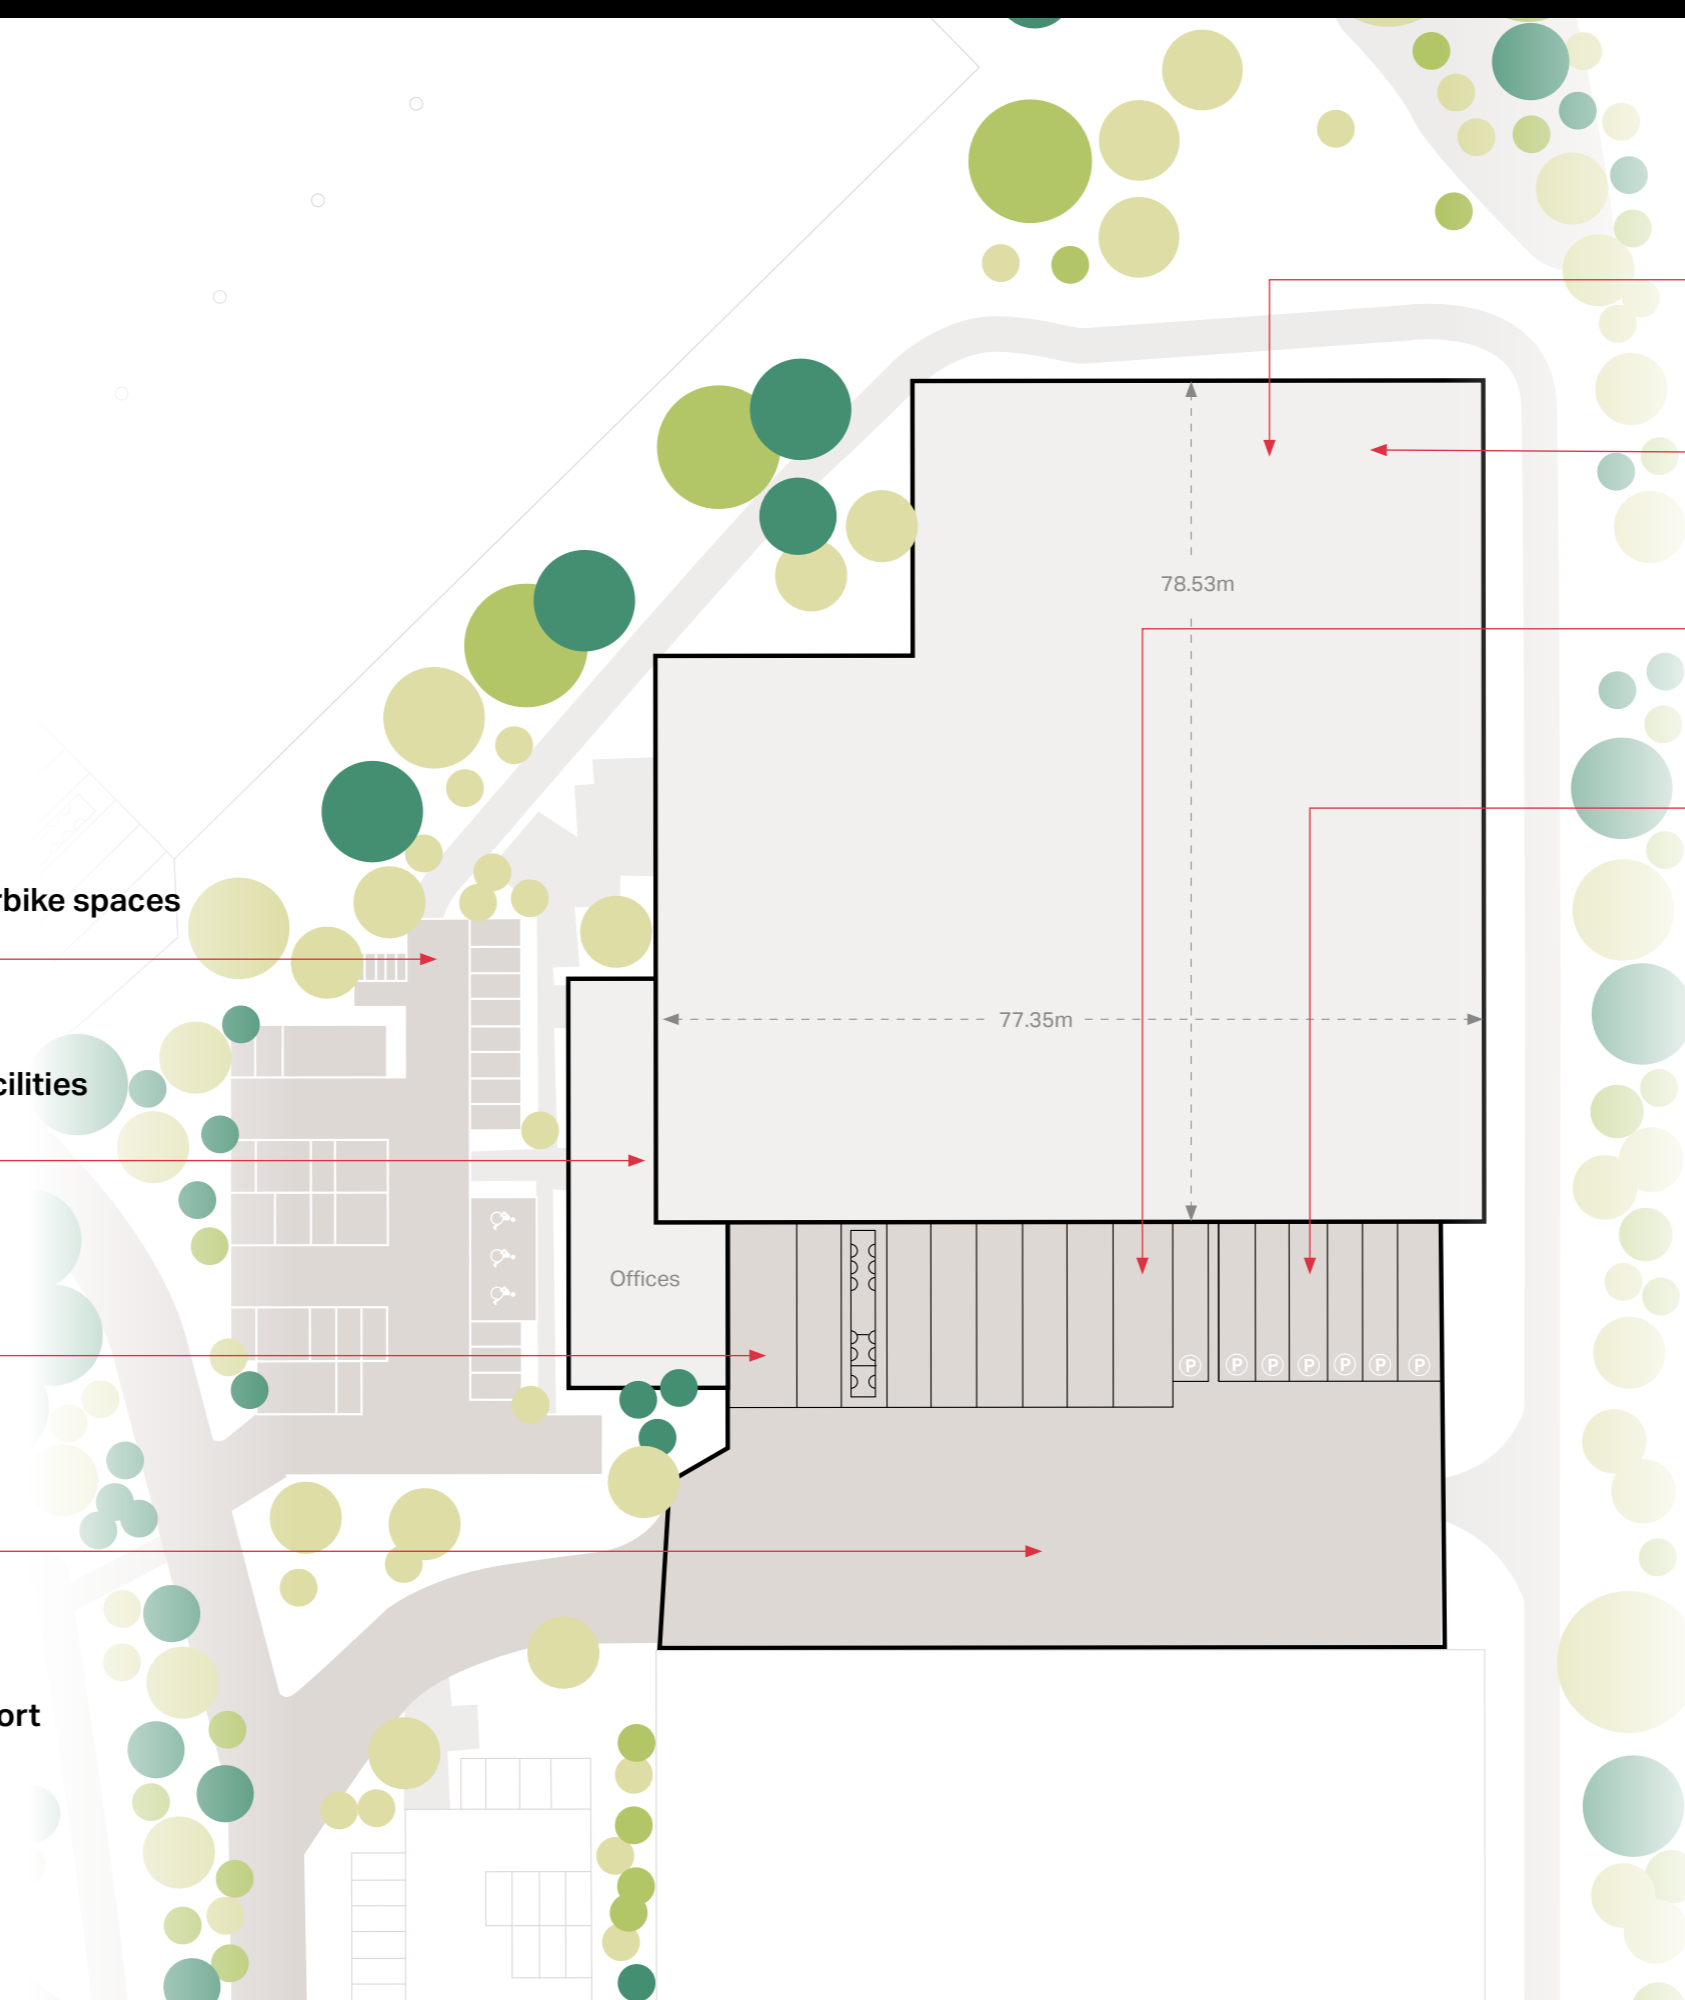 78.53m
rbike spaces
77.35m
cilities
Offices
P P P P P P P
ort